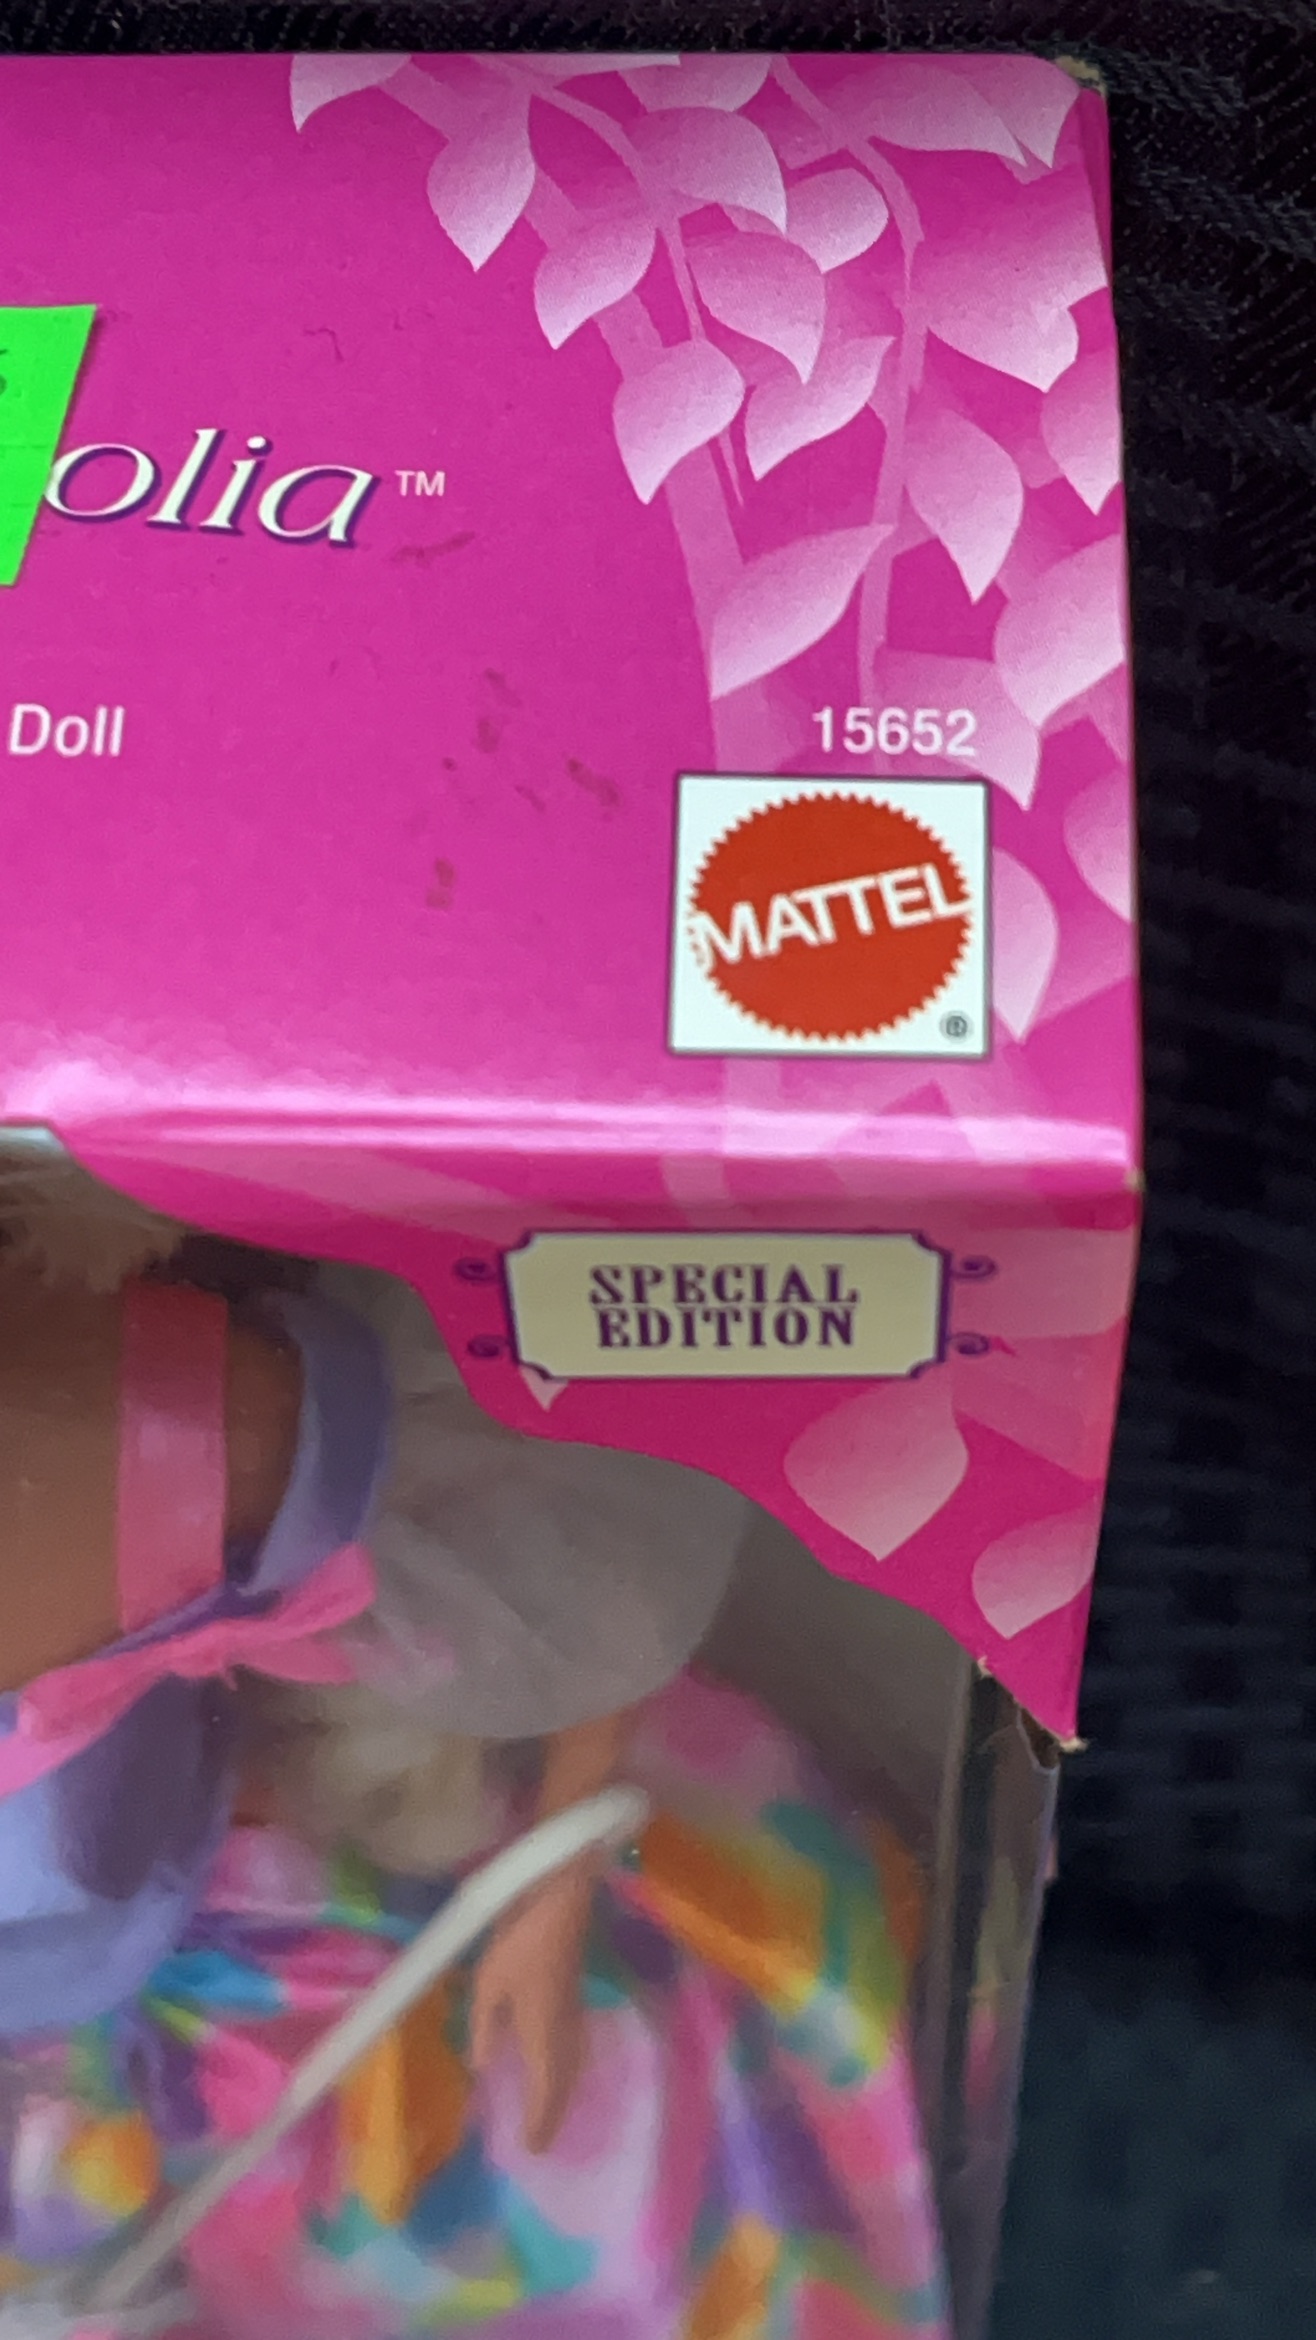 olia™
Doll
15652
MATTEL
®
SPECIAL
EDITION